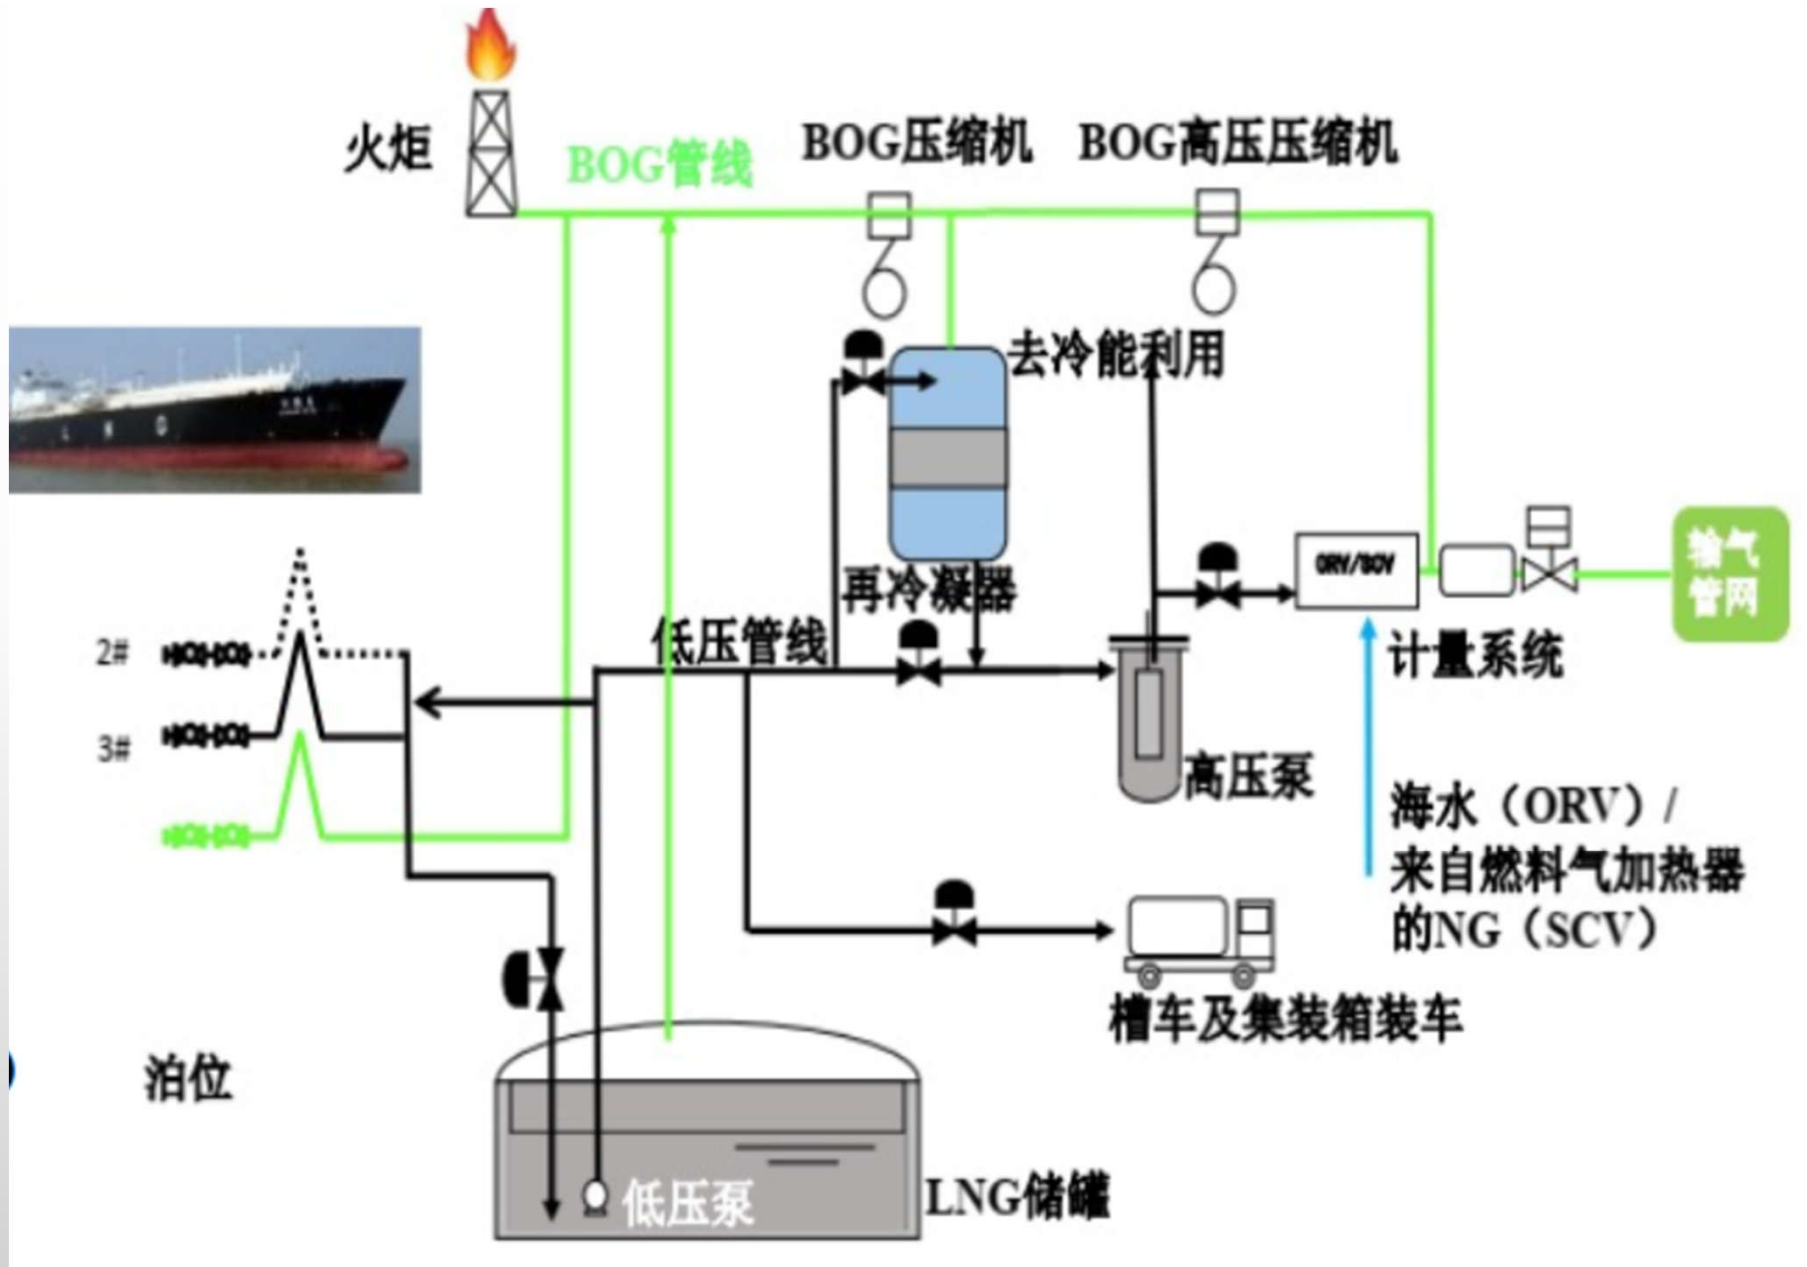 火炬
BOG管线
BOG压缩机
BOG高压压缩机
去冷能利用
L N G
再冷凝器
ORV/SCV
输气
管网
低压管线
2#
3#
计量系统
高压泵
海水（ORV）/
来自燃料气加热器
的NG（SCV）
槽车及集装箱装车
泊位
低压泵
LNG储罐